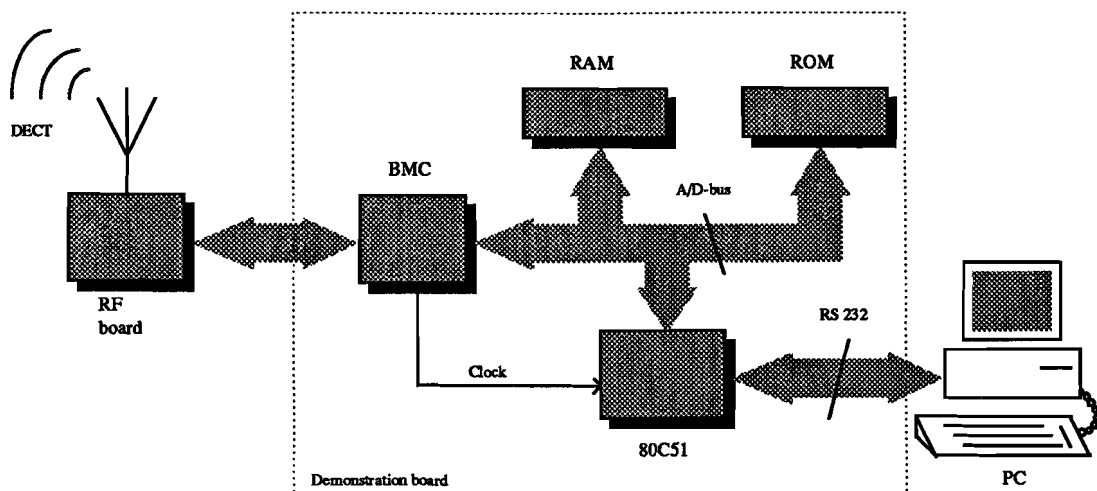 RAM
ROM
DECT
BMC
A/D-bus
RF
board
RS 232
Clock
80C51
PC
Demonstration board